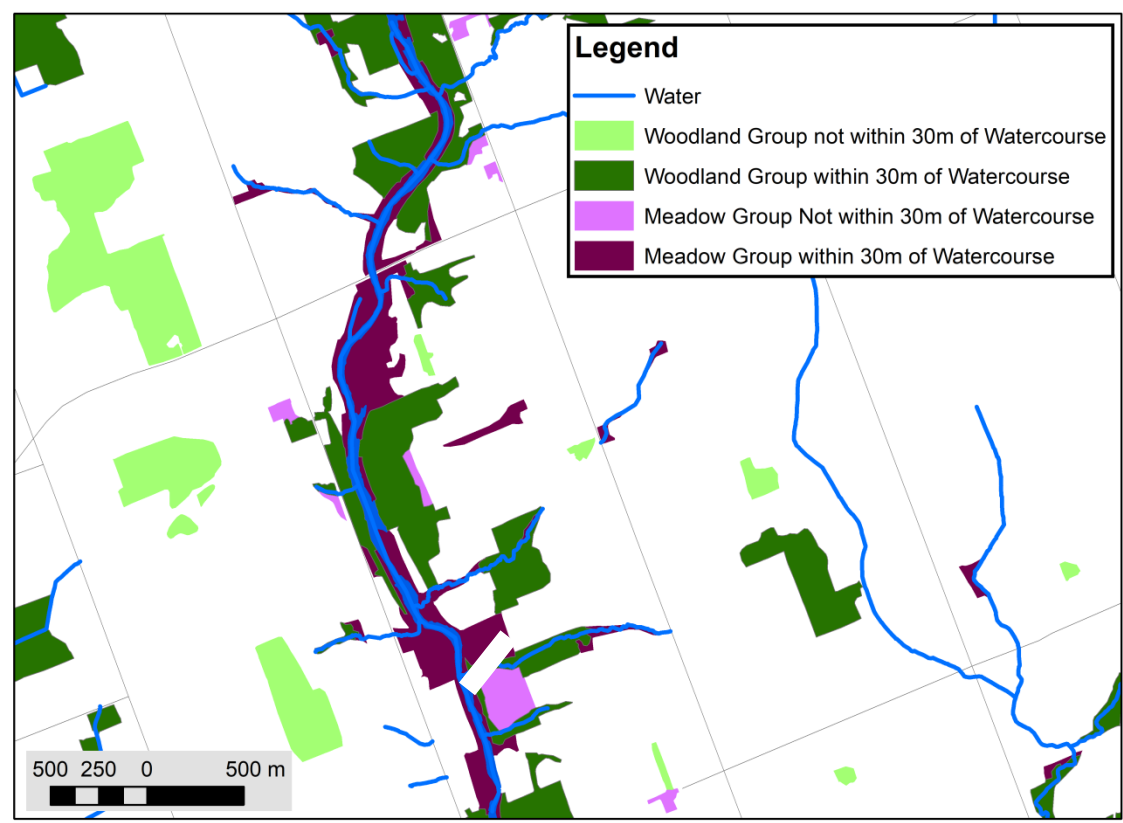 Legend
Water
Woodland Group not within 30m of Watercourse
Woodland Group within 30m of Watercourse
Meadow Group Not within 30m of Watercourse
Meadow Group within 30m of Watercourse
500 250 0 500 m